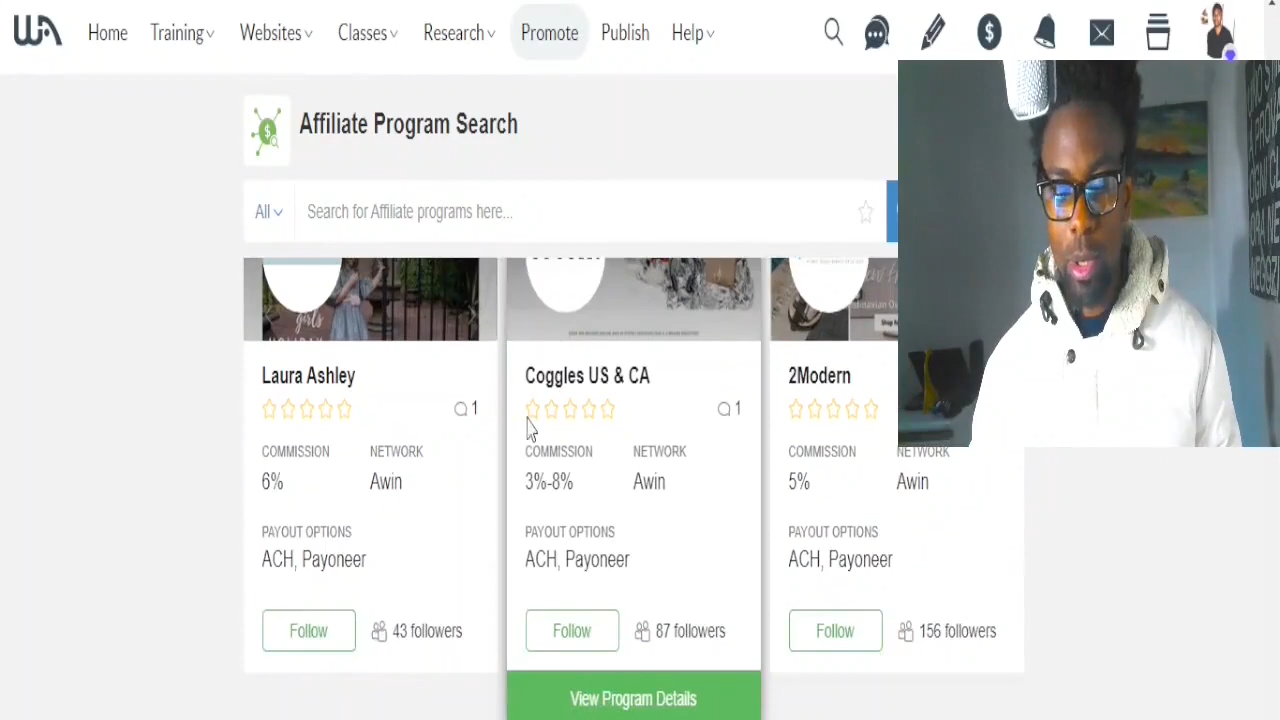 WA Home Training Websites Classes Research Promote Publish Help
Affiliate Program Search
All Search for Affiliate programs here...
girls
Laura Ashley
1
COMMISSION NETWORK
6% Awin
PAYOUT OPTIONS
ACH, Payoneer
Follow 43 followers
Coggles US & CA
1
COMMISSION NETWORK
3%-8% Awin
PAYOUT OPTIONS
ACH, Payoneer
Follow 87 followers
View Program Details
2Modern
COMMISSION NETWORK
5% Awin
PAYOUT OPTIONS
ACH, Payoneer
Follow 156 followers